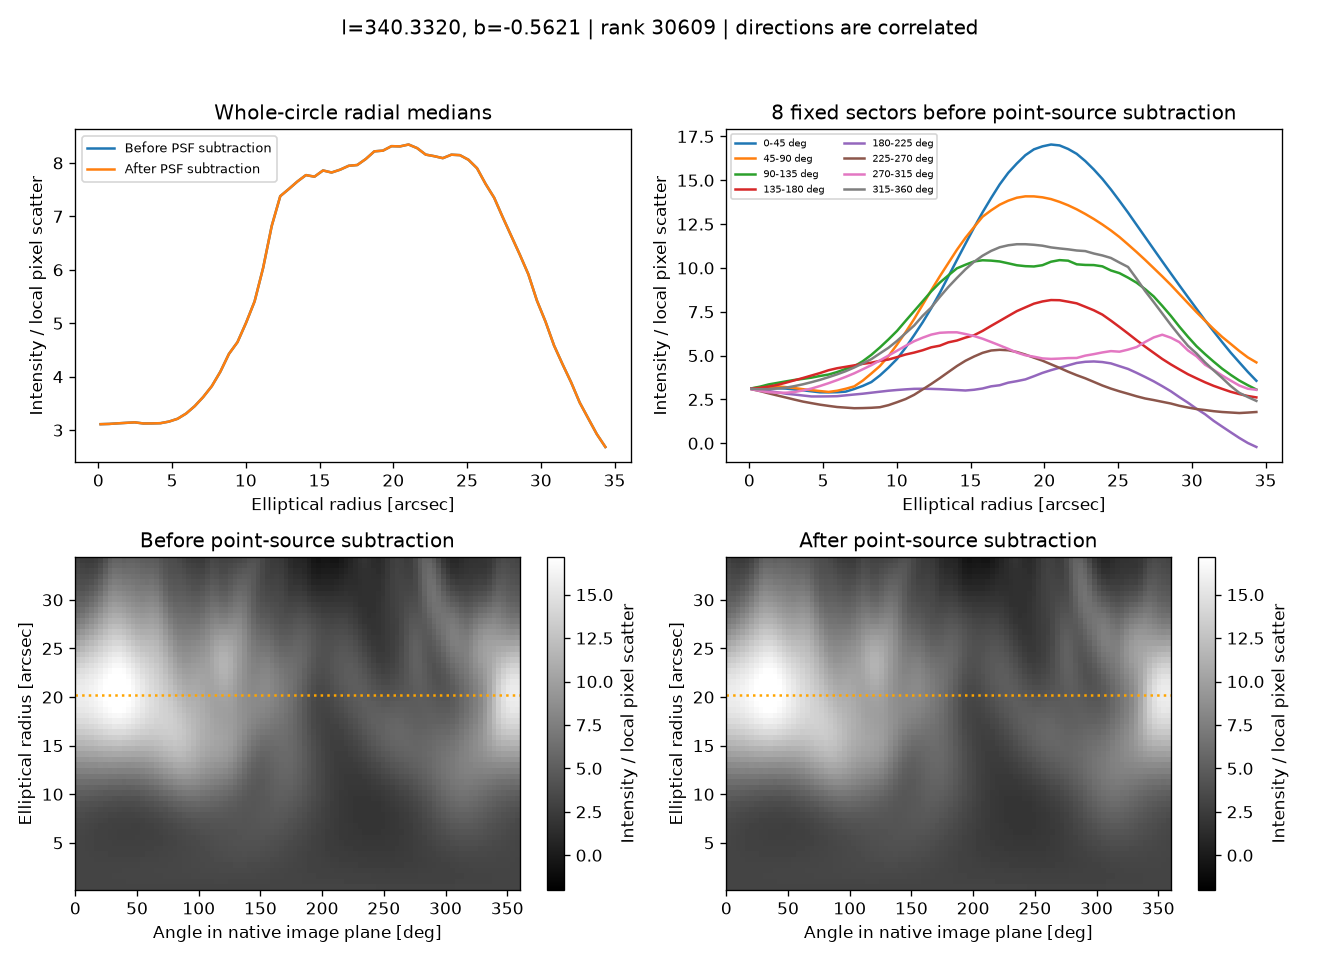 l=340.3320, b=-0.5621 | rank 30609 | directions are correlated
Whole-circle radial medians
Before PSF subtraction
After PSF subtraction
8
7
6
5
4
3
Intensity / local pixel scatter
0 5 10 15 20 25 30 35
Elliptical radius [arcsec]
8 fixed sectors before point-source subtraction
0-45 deg 180-225 deg
45-90 deg 225-270 deg
90-135 deg 270-315 deg
135-180 deg 315-360 deg
17.5
15.0
12.5
10.0
7.5
5.0
2.5
0.0
Intensity / local pixel scatter
0 5 10 15 20 25 30 35
Elliptical radius [arcsec]
Before point-source subtraction
30
25
20
15
10
5
Elliptical radius [arcsec]
0 50 100 150 200 250 300 350
Angle in native image plane [deg]
15.0
12.5
10.0
7.5
5.0
2.5
0.0
Intensity / local pixel scatter
After point-source subtraction
30
25
20
15
10
5
Elliptical radius [arcsec]
0 50 100 150 200 250 300 350
Angle in native image plane [deg]
15.0
12.5
10.0
7.5
5.0
2.5
0.0
Intensity / local pixel scatter